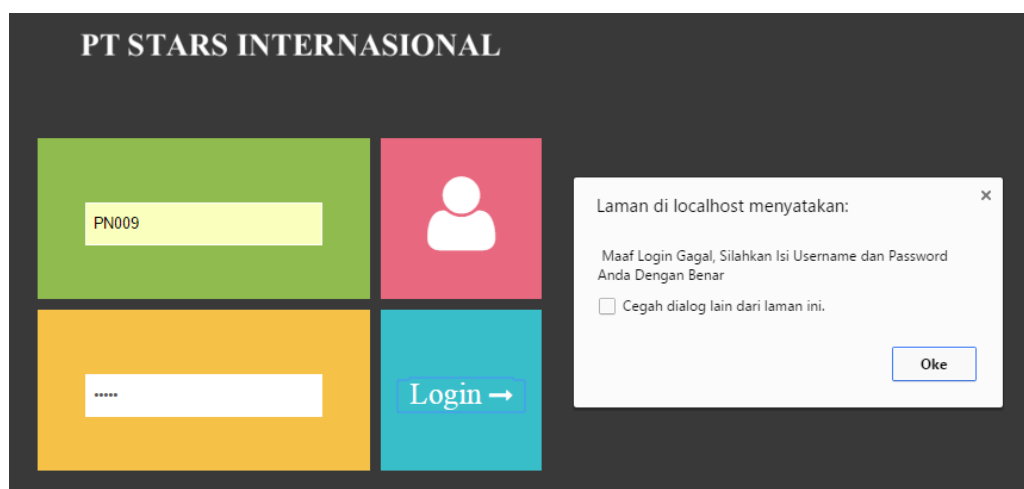 PT STARS INTERNASIONAL
PN009
•••••
Login →
Laman di localhost menyatakan:
Maaf Login Gagal, Silahkan Isi Username dan Password
Anda Dengan Benar
Cegah dialog lain dari laman ini.
Oke